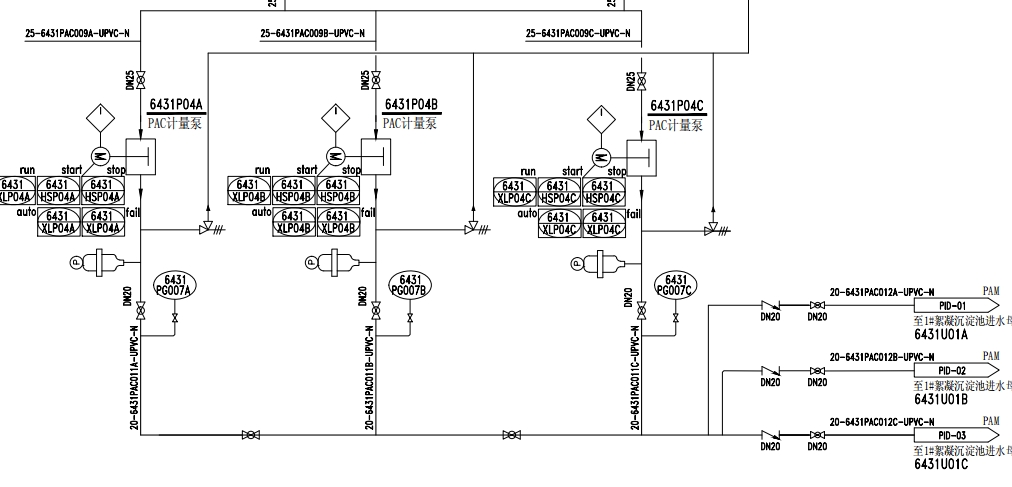 25-6431PAC009A-UPVC-N
25-6431PAC009B-UPVC-N
25-6431PAC009C-UPVC-N
DN25
DN25
DN25
6431P04A
PAC计量泵
6431P04B
PAC计量泵
6431P04C
PAC计量泵
M
M
M
run start stop
6431 XLP04A
6431 HSP04A
6431 HSP04A
auto fail
6431 XLP04A
6431 XLP04A
run start stop
6431 XLP04B
6431 HSP04B
6431 HSP04B
auto fail
6431 XLP04B
6431 XLP04B
run start stop
6431 XLP04C
6431 HSP04C
6431 HSP04C
auto fail
6431 XLP04C
6431 XLP04C
P
P
P
6431 PG007A
6431 PG007B
6431 PG007C
DN20
DN20
DN20
20-6431PAC011A-UPVC-N
20-6431PAC011B-UPVC-N
20-6431PAC011C-UPVC-N
20-6431PAC012A-UPVC-N PAM
PID-01
DN20 DN20
至1#絮凝沉淀池进水
6431U01A
20-6431PAC012B-UPVC-N PAM
PID-02
DN20 DN20
至1#絮凝沉淀池进水
6431U01B
20-6431PAC012C-UPVC-N PAM
PID-03
DN20 DN20
至1#絮凝沉淀池进水
6431U01C